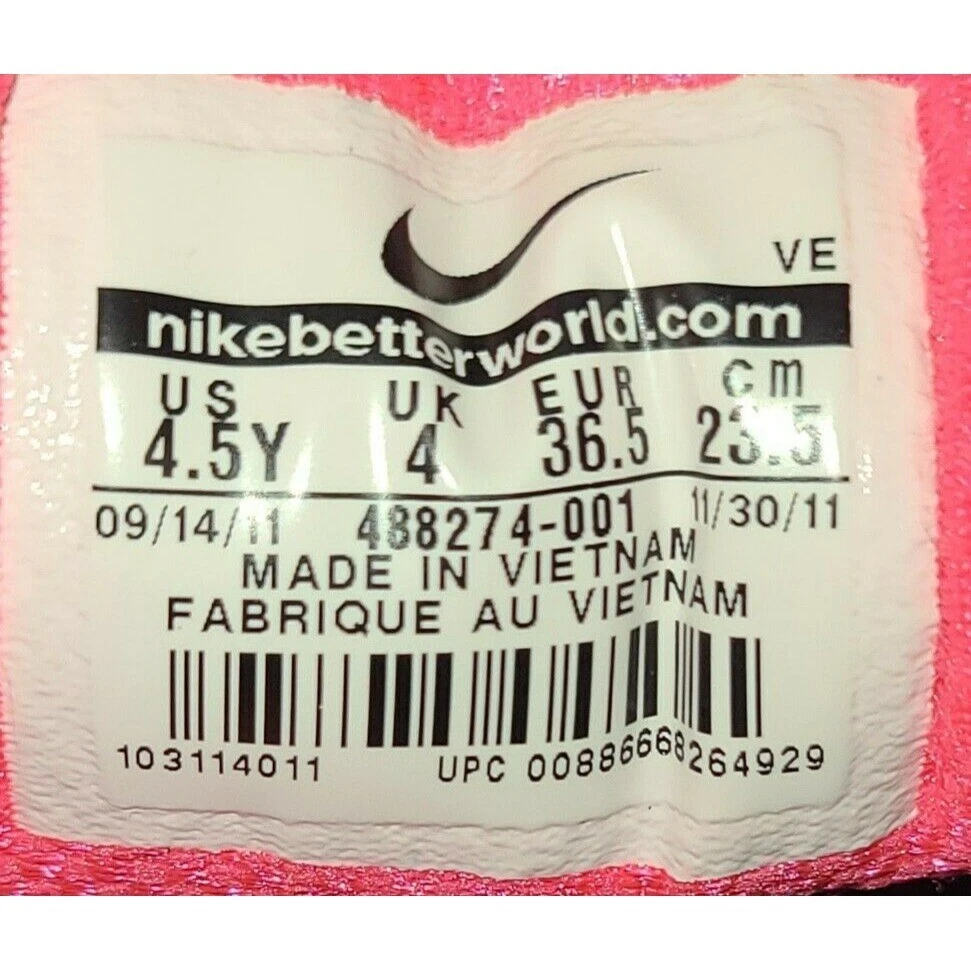 VE
nikebetterworld.com
US UK EUR cm
4.5Y 4 36.5 23.5
09/14/11 488274-001 11/30/11
MADE IN VIETNAM
FABRIQUE AU VIETNAM
103114011 UPC 00886668264929